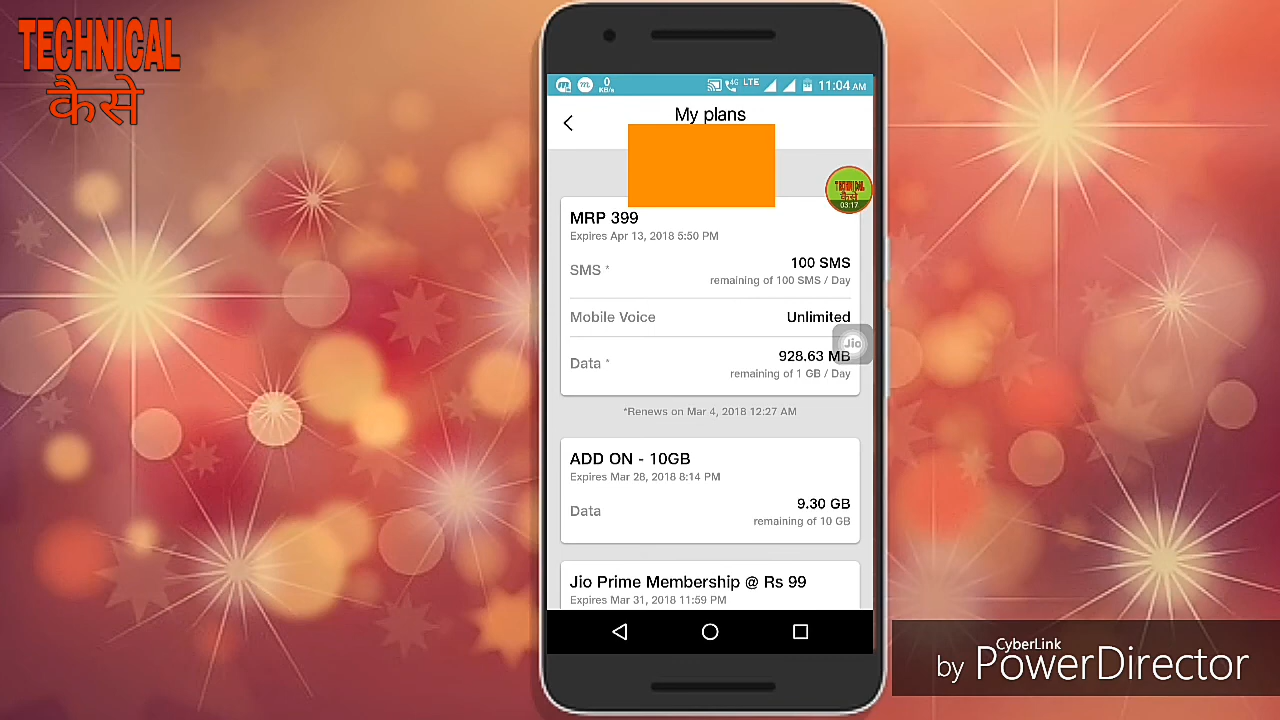 TECHNICAL
कैसे
0
KB/s
4G LTE
11:04 AM
My plans
TECHNICAL
कैसे
03:17
MRP 399
Expires Apr 13, 2018 5:50 PM
SMS *
100 SMS
remaining of 100 SMS / Day
Mobile Voice
Unlimited
Jio
Data *
928.63 MB
remaining of 1 GB / Day
*Renews on Mar 4, 2018 12:27 AM
ADD ON - 10GB
Expires Mar 28, 2018 8:14 PM
Data
9.30 GB
remaining of 10 GB
Jio Prime Membership @ Rs 99
Expires Mar 31, 2018 11:59 PM
by CyberLink PowerDirector